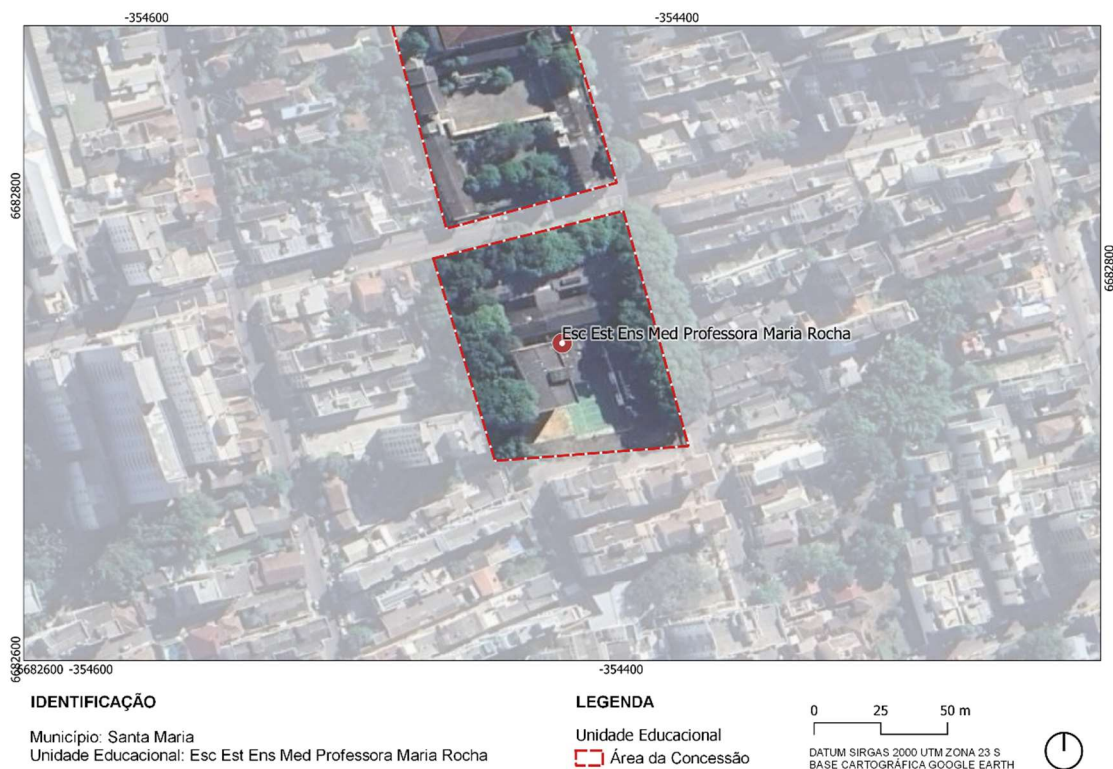 -354600 -354400
6682800
6682800
Esc Est Ens Med Professora Maria Rocha
6682600
6682600 -354600 -354400
IDENTIFICAÇÃO
Município: Santa Maria
Unidade Educacional: Esc Est Ens Med Professora Maria Rocha
LEGENDA
Unidade Educacional
Área da Concessão
0 25 50 m
DATUM SIRGAS 2000 UTM ZONA 23 S
BASE CARTOGRÁFICA GOOGLE EARTH